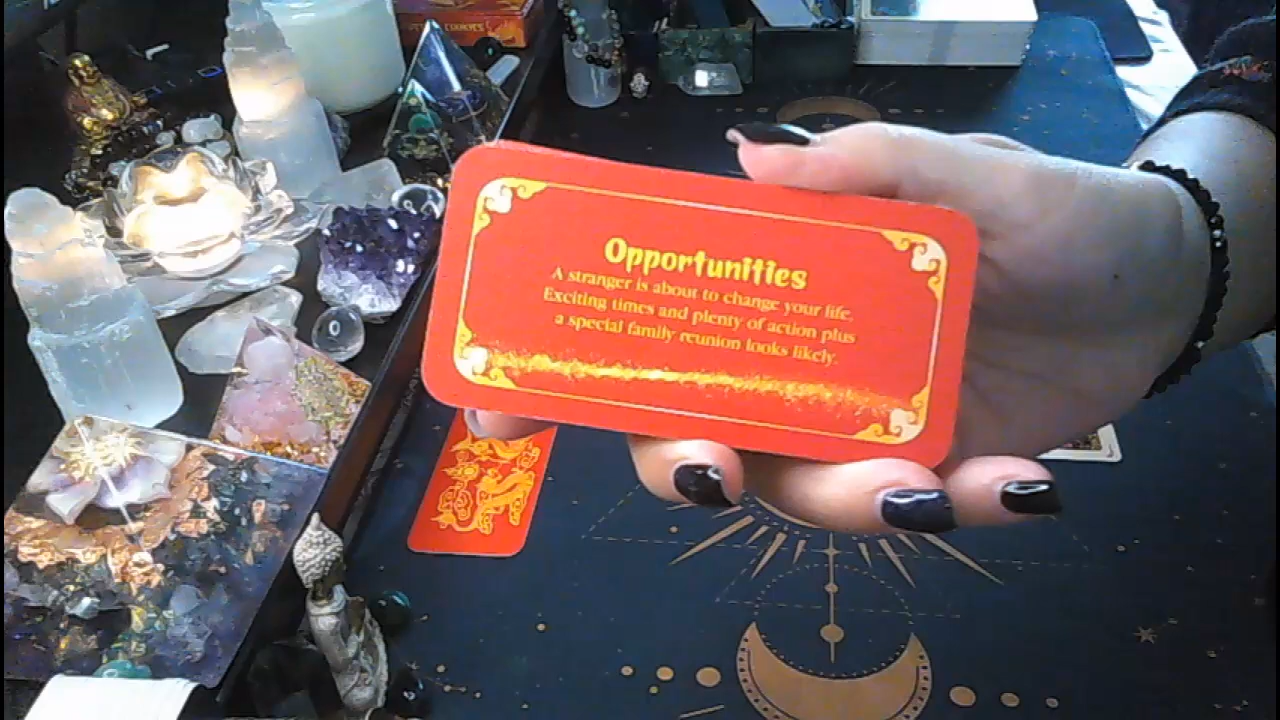 COOKIES
Opportunities
A stranger is about to change your life.
Exciting times and plenty of action plus
a special family reunion looks likely.